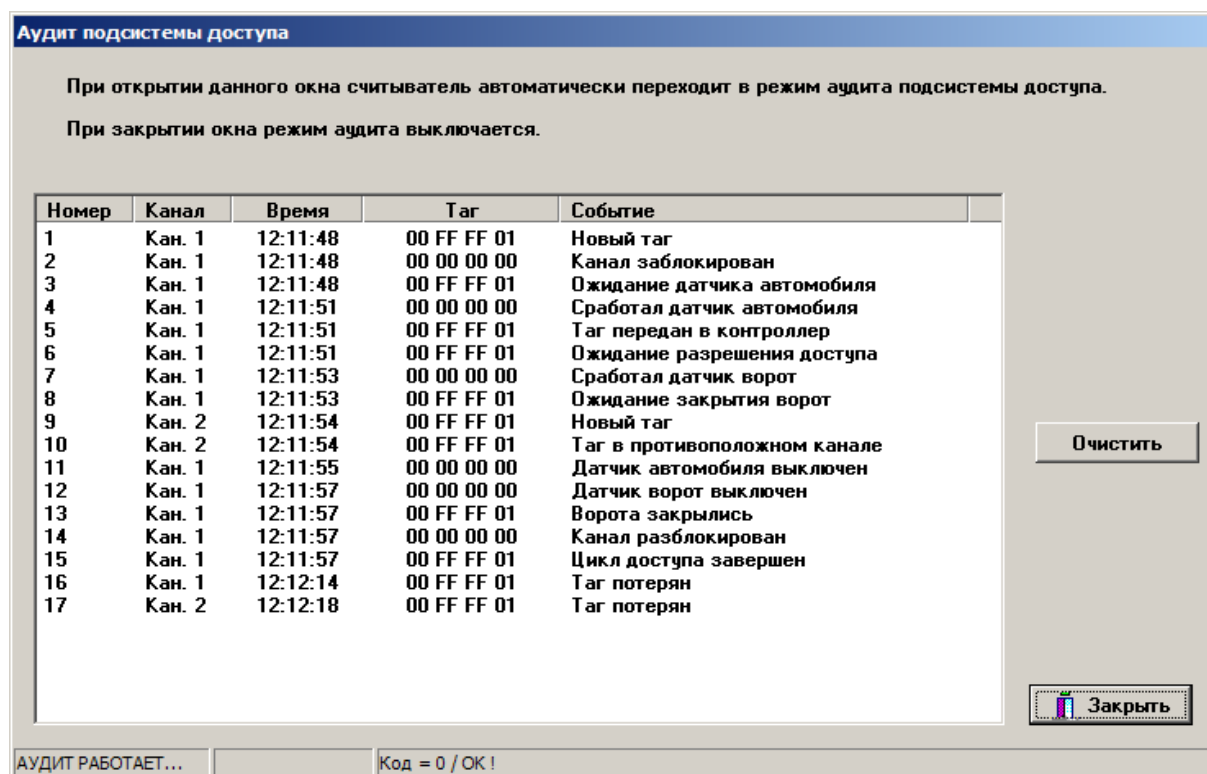 Аудит подсистемы доступа
При открытии данного окна считыватель автоматически переходит в режим аудита подсистемы доступа.
При закрытии окна режим аудита выключается.
Номер Канал Время Таг Событие
1 Кан. 1 12:11:48 00 FF FF 01 Новый таг
2 Кан. 1 12:11:48 00 00 00 00 Канал заблокирован
3 Кан. 1 12:11:48 00 FF FF 01 Ожидание датчика автомобиля
4 Кан. 1 12:11:51 00 00 00 00 Сработал датчик автомобиля
5 Кан. 1 12:11:51 00 FF FF 01 Таг передан в контроллер
6 Кан. 1 12:11:51 00 FF FF 01 Ожидание разрешения доступа
7 Кан. 1 12:11:53 00 00 00 00 Сработал датчик ворот
8 Кан. 1 12:11:53 00 FF FF 01 Ожидание закрытия ворот
9 Кан. 2 12:11:54 00 FF FF 01 Новый таг
10 Кан. 2 12:11:54 00 FF FF 01 Таг в противоположном канале
11 Кан. 1 12:11:55 00 00 00 00 Датчик автомобиля выключен
12 Кан. 1 12:11:57 00 00 00 00 Датчик ворот выключен
13 Кан. 1 12:11:57 00 FF FF 01 Ворота закрылись
14 Кан. 1 12:11:57 00 00 00 00 Канал разблокирован
15 Кан. 1 12:11:57 00 FF FF 01 Цикл доступа завершен
16 Кан. 1 12:12:14 00 FF FF 01 Таг потерян
17 Кан. 2 12:12:18 00 FF FF 01 Таг потерян
Очистить
Закрыть
АУДИТ РАБОТАЕТ... Код = 0 / OK !